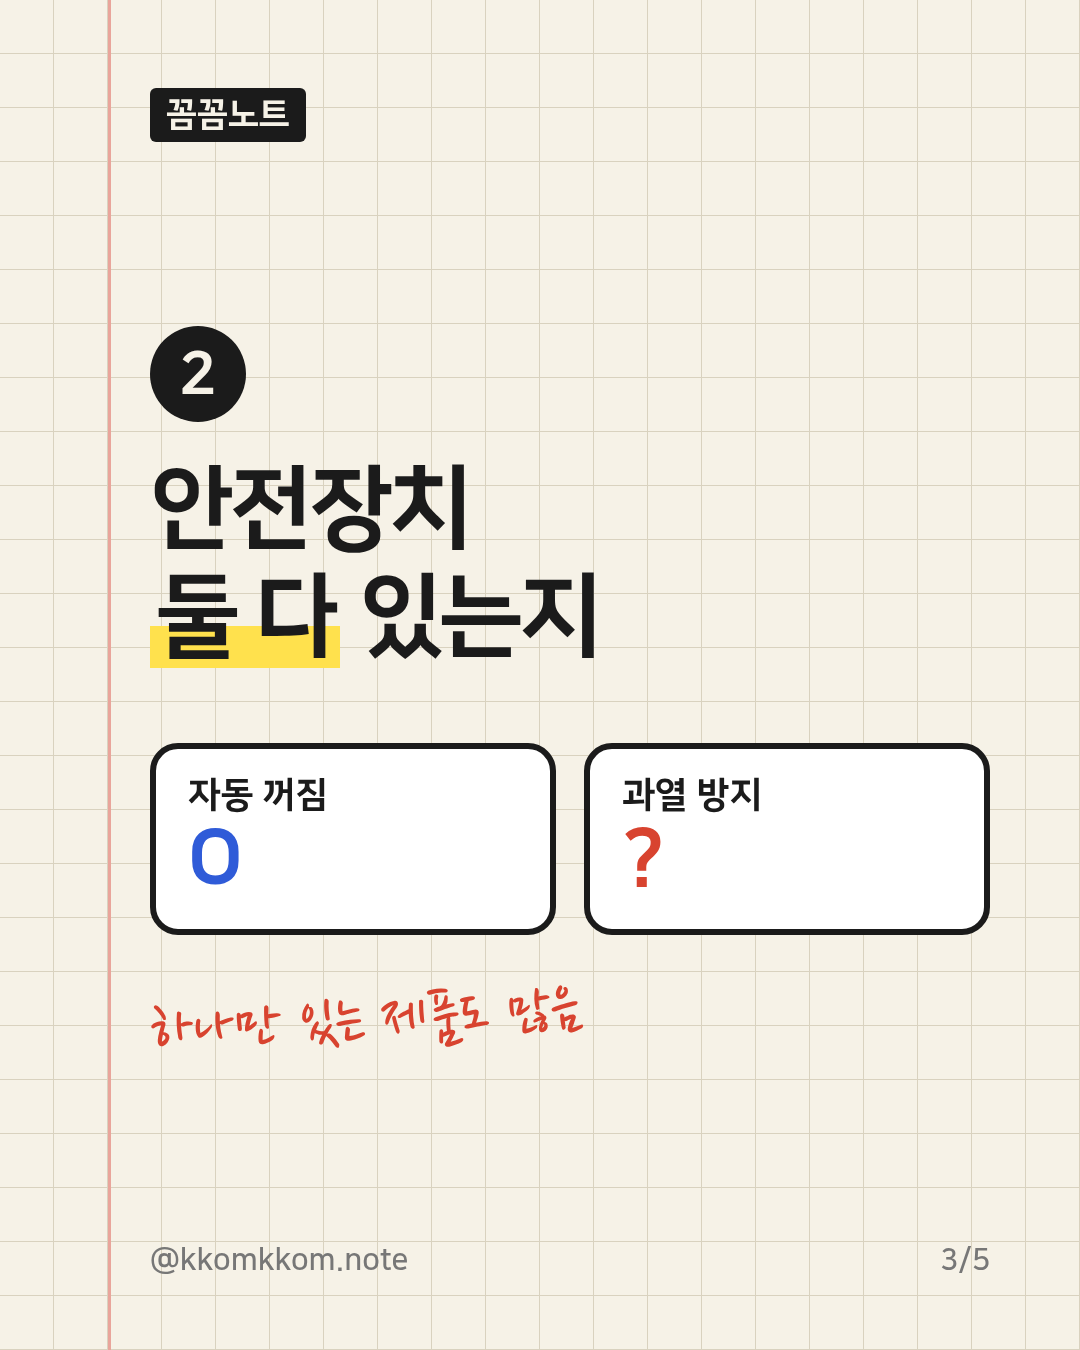 꼼꼼노트
2
안전장치
둘 다 있는지
자동 꺼짐
O
과열 방지
?
하나만 있는 제품도 많음
@kkomkkom.note
3/5